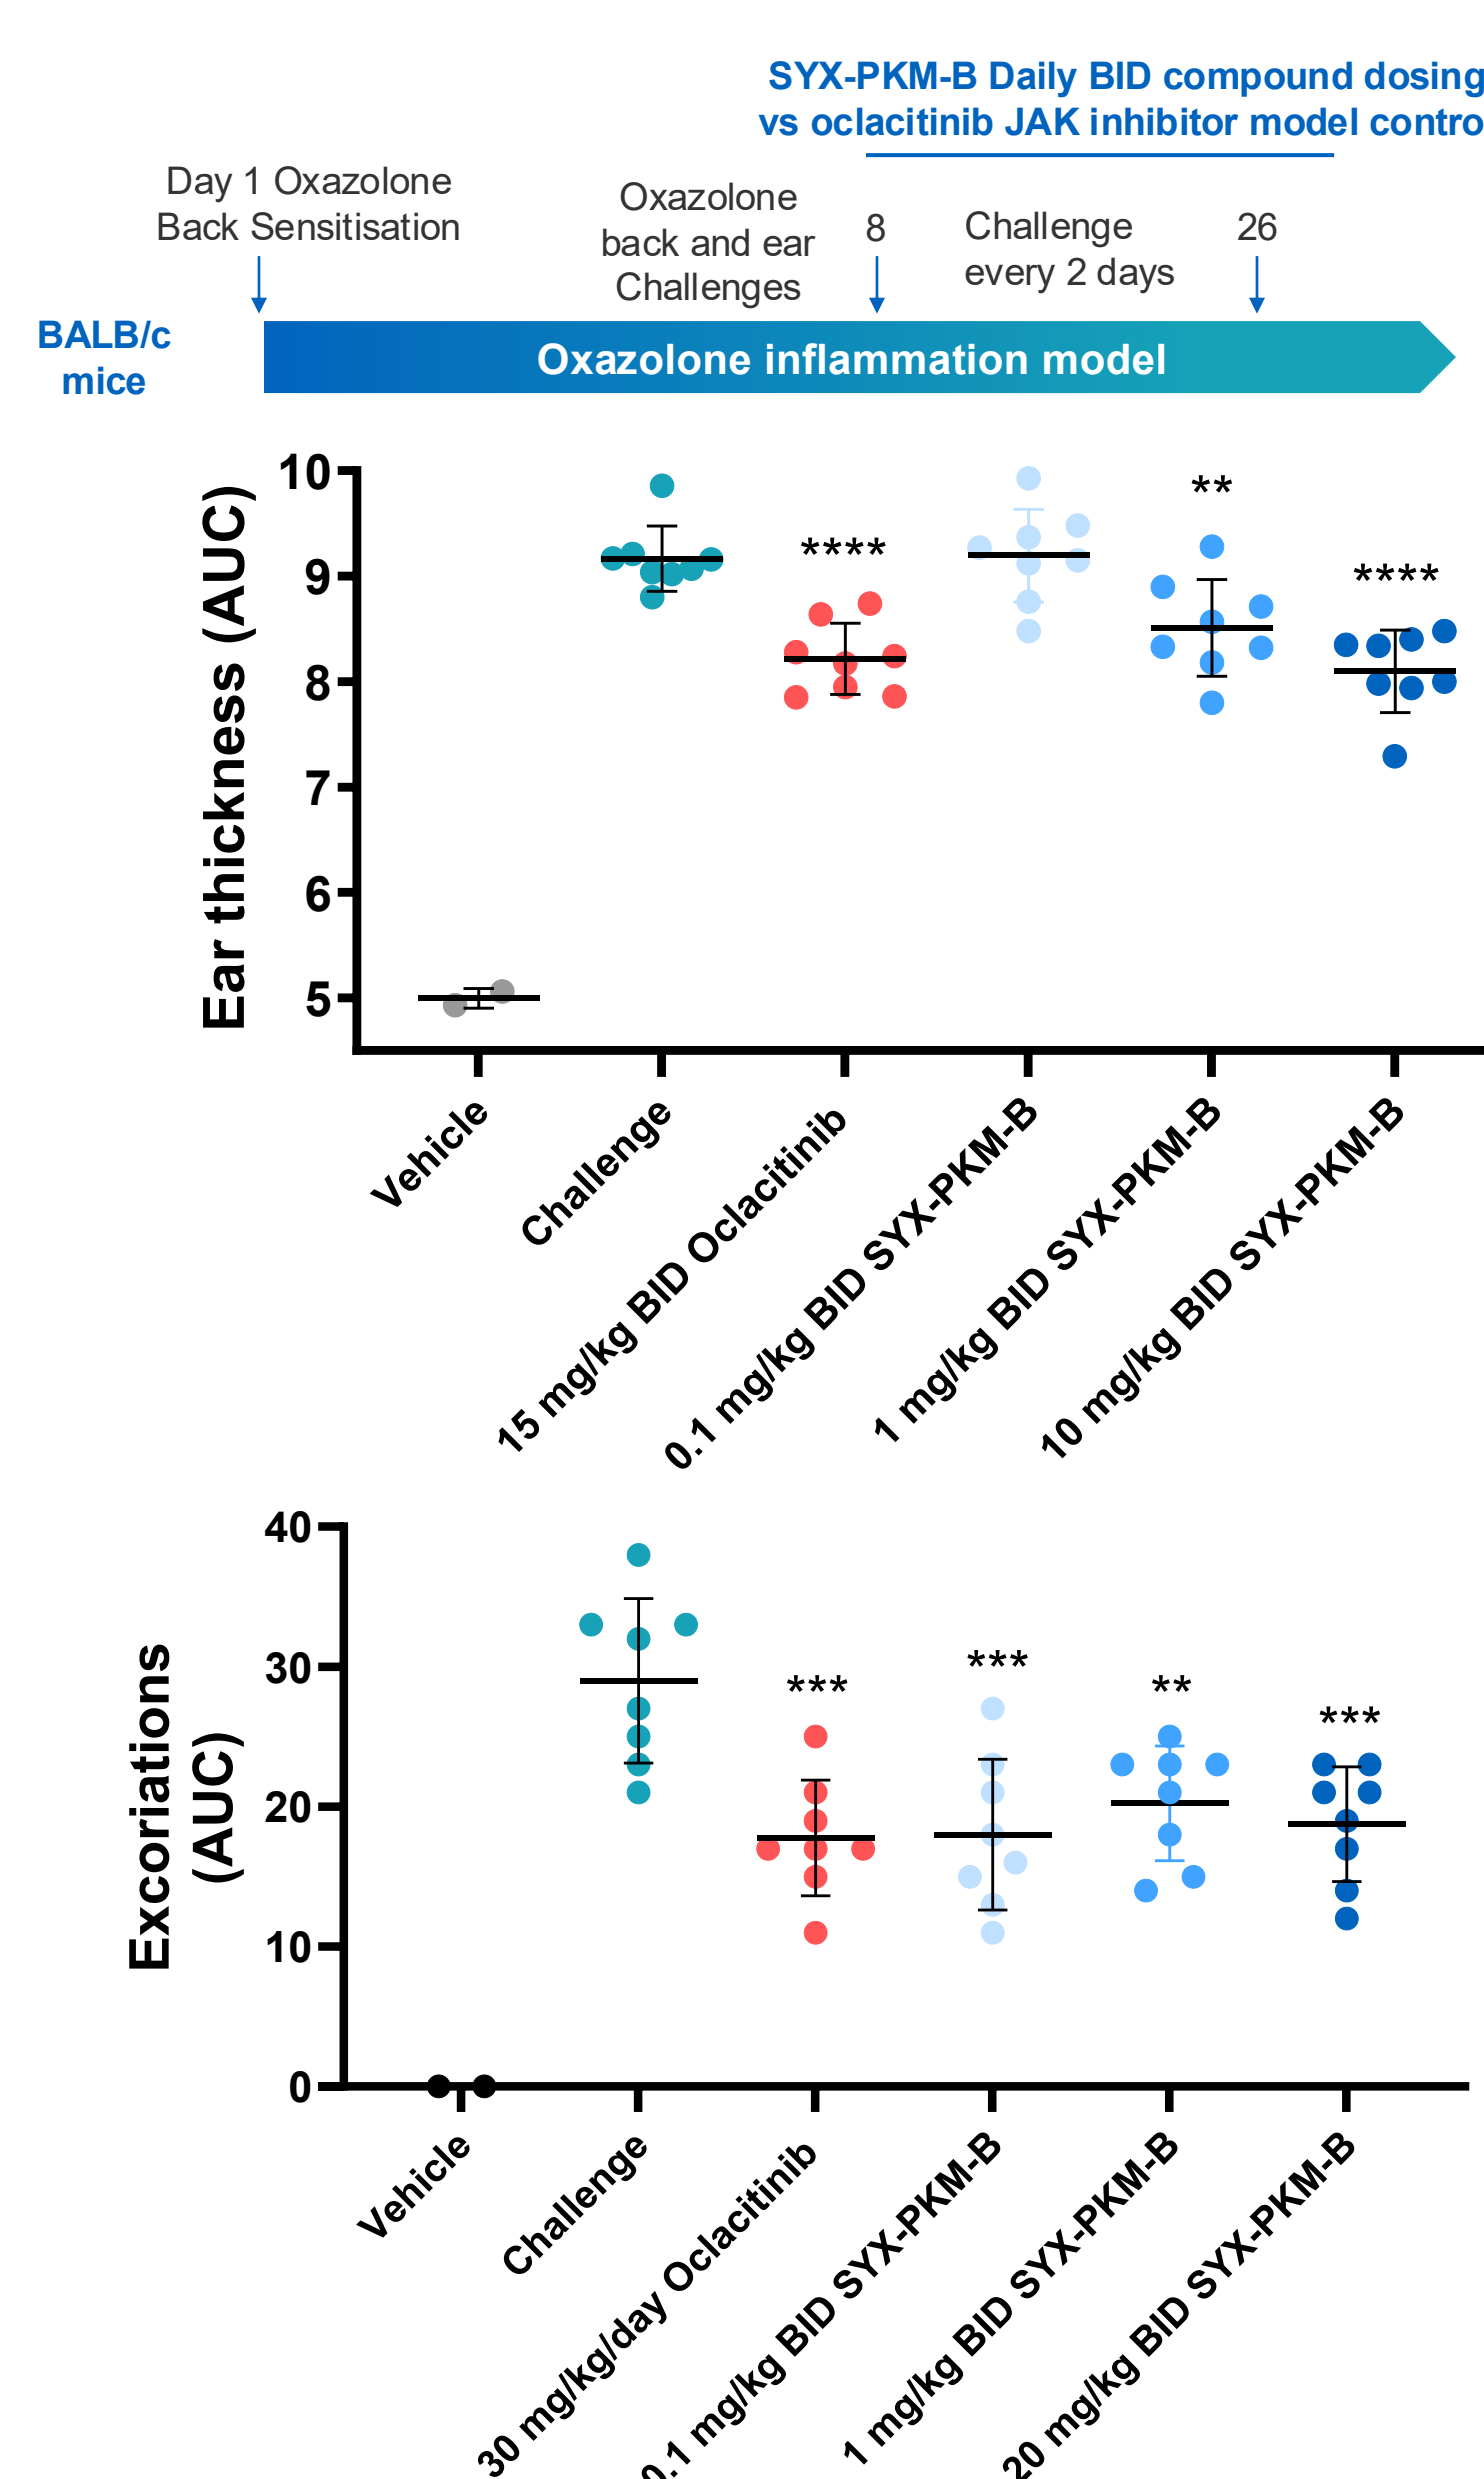 SYX-PKM-B Daily BID compound dosing
vs oclacitinib JAK inhibitor model contro
Day 1 Oxazolone
Back Sensitisation
Oxazolone
back and ear
Challenges
8
Challenge
every 2 days
26
BALB/c
mice
Oxazolone inflammation model
Ear thickness (AUC)
10
9
8
7
6
5
****
**
****
Vehicle
Challenge
15 mg/kg BID Oclacitinib
0.1 mg/kg BID SYX-PKM-B
1 mg/kg BID SYX-PKM-B
10 mg/kg BID SYX-PKM-B
Excoriations
(AUC)
40
30
20
10
0
***
***
**
***
Vehicle
Challenge
30 mg/kg/day Oclacitinib
0.1 mg/kg BID SYX-PKM-B
1 mg/kg BID SYX-PKM-B
20 mg/kg BID SYX-PKM-B